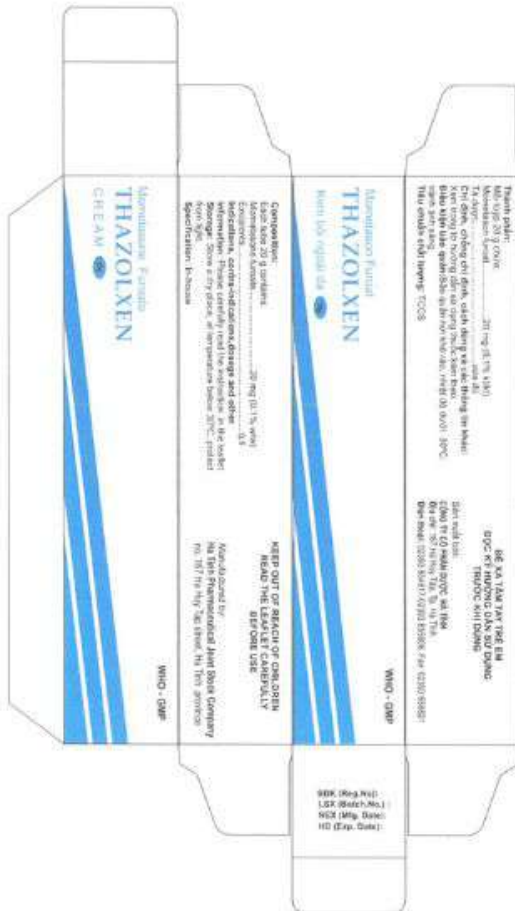 Thành phần:
Mỗi tuýp 20 g chứa:
Mometason furoat..............20 mg (0,1% kl/kl)
Tá dược..............vừa đủ
Chỉ định, chống chỉ định, cách dùng và các thông tin khác:
Xem trong tờ hướng dẫn sử dụng thuốc kèm theo.
Điều kiện bảo quản: Bảo quản nơi khô ráo, nhiệt độ dưới 30°C,
tránh ánh sáng.
Tiêu chuẩn chất lượng: TCCS
ĐỂ XA TẦM TAY TRẺ EM
ĐỌC KỸ HƯỚNG DẪN SỬ DỤNG
TRƯỚC KHI DÙNG
Sản xuất bởi:
CÔNG TY CỔ PHẦN DƯỢC HÀ TĨNH
Địa chỉ: 167 Hà Huy Tập, Tp. Hà Tĩnh
Điện thoại:
Mometason Furoat
THAZOLXEN
Kem bôi ngoài da
WHO - GMP
Composition:
Each tube 20 g contains:
Mometasone furoate..............20 mg (0.1% w/w)
Excipients
Indications, contra-indications, dosage and other
information: Please carefully read the instruction in the leaflet
Storage: Store a dry place, at temperature below 30°C, protect
from light.
Specification: In-house
KEEP OUT OF REACH OF CHILDREN
READ THE LEAFLET CAREFULLY
BEFORE USE
Manufactured by:
Ha Tinh Pharmaceutical Joint Stock Company
no. 167 Ha Huy Tap street, Ha Tinh province
Mometasone Furoate
THAZOLXEN
CREAM
WHO - GMP
SĐK (Reg.No):
LSX (Batch.No.) :
NSX (Mfg. Date):
HD (Exp. Date):